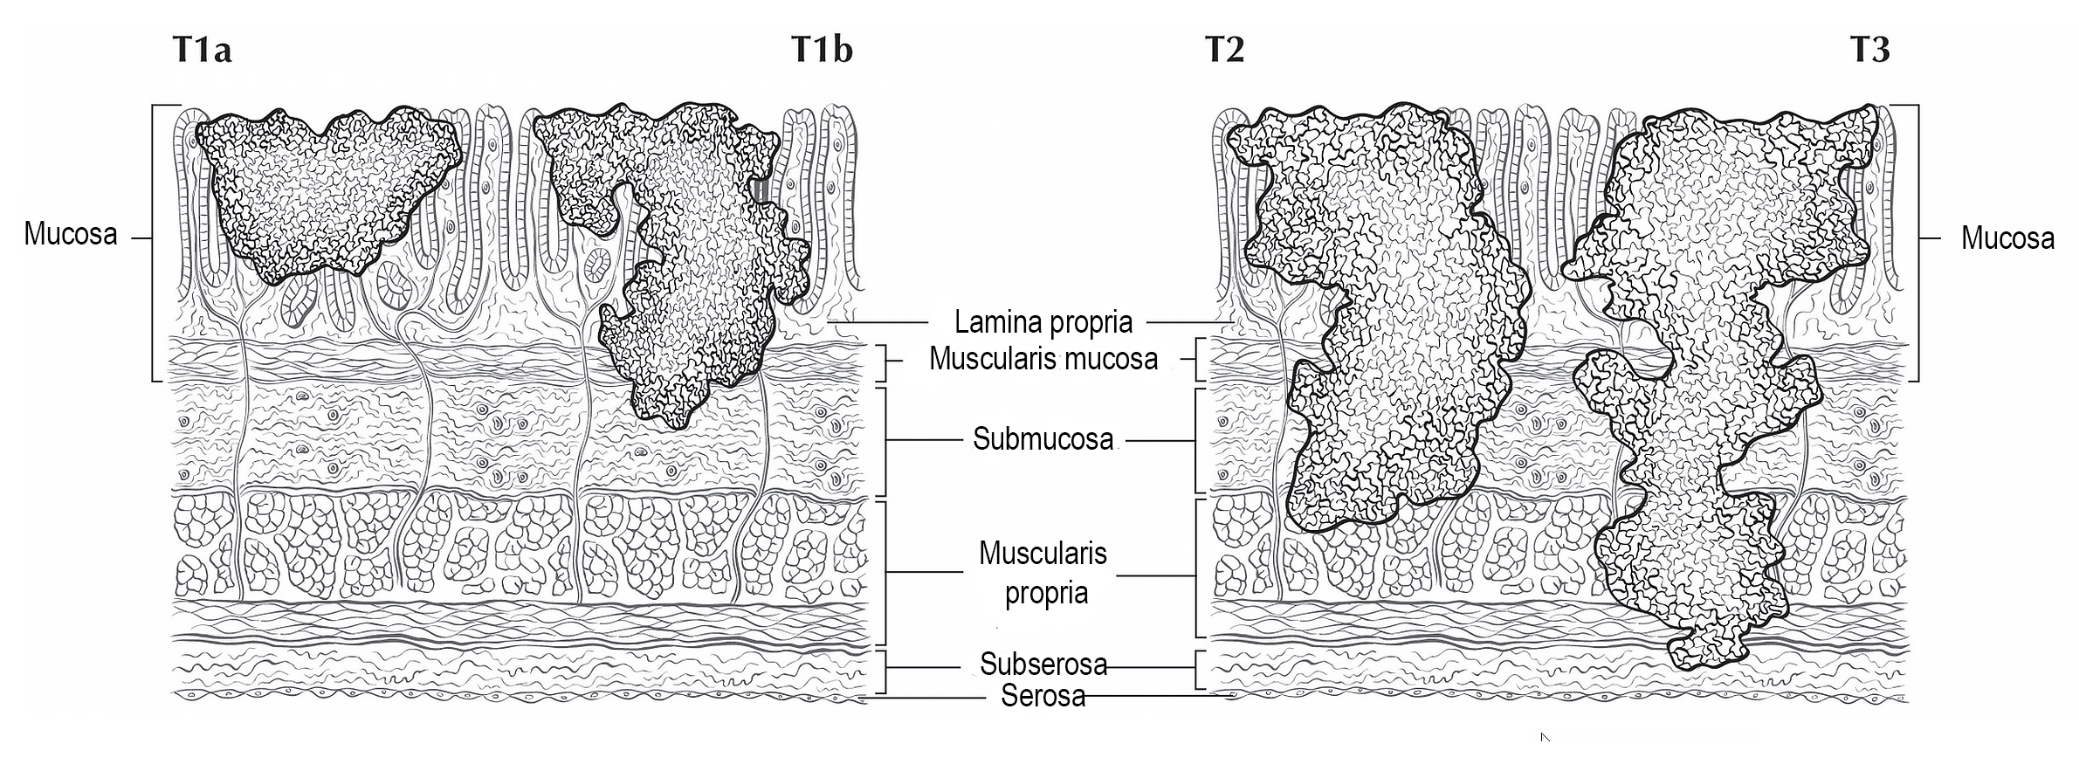 T1a
T1b
T2
T3
Mucosa
Mucosa
Lamina propria
Muscularis mucosa
Submucosa
Muscularis
propria
Subserosa
Serosa